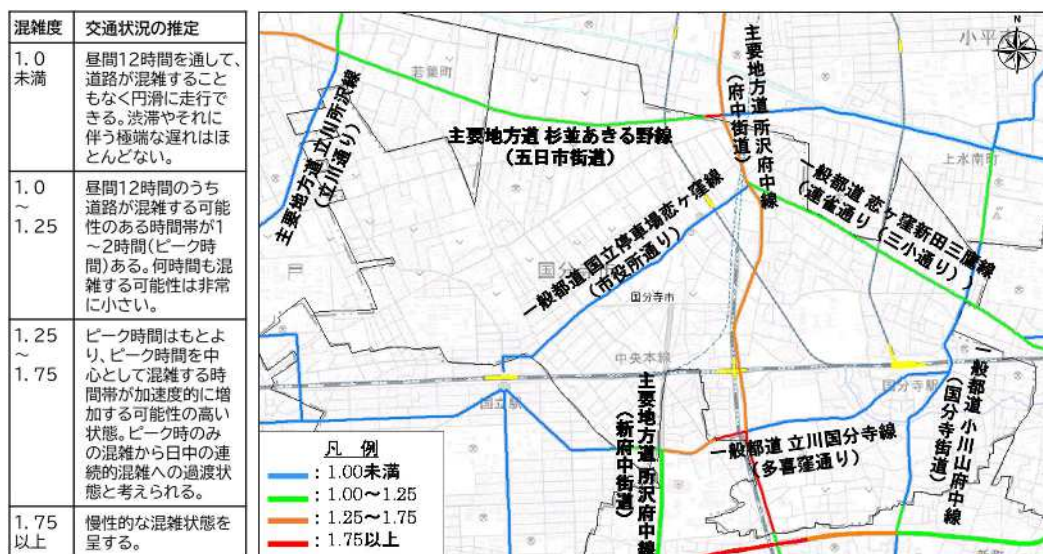 混雑度 交通状況の推定
1.0
未満
昼間12時間を通して、
道路が混雑すること
もなく円滑に走行で
きる。渋滞やそれに
伴う極端な遅れはほ
とんどない。
1.0
～
1.25
昼間12時間のうち
道路が混雑する可能
性のある時間帯が1
～2時間(ピーク時
間)ある。何時間も混
雑する可能性は非常
に小さい。
1.25
～
1.75
ピーク時間はもとよ
り、ピーク時間を中
心として混雑する時
間帯が加速度的に増
加する可能性の高い
状態。ピーク時のみ
の混雑から日中の連
続的混雑への過渡状
態と考えられる。
1.75
以上
慢性的な混雑状態を
呈する。
N
小平市
若葉町
上水南町
主要地方道 立川所沢線
(立川通り)
主要地方道 杉並あきる野線
(五日市街道)
主要地方道 所沢府中線
(府中街道)
一般都道 恋ヶ窪新田三鷹線
(連雀通り(三小通り))
一般都道 国立停車場恋ヶ窪線
(市役所通り)
国分寺市
中央本線
国立駅
国分寺駅
主要地方道 所沢府中線
(新府中街道)
一般都道 立川国分寺線
(多喜窪通り)
一般都道 小川山府中線
(国分寺街道)
凡 例
:1.00未満
:1.00～1.25
:1.25～1.75
:1.75以上